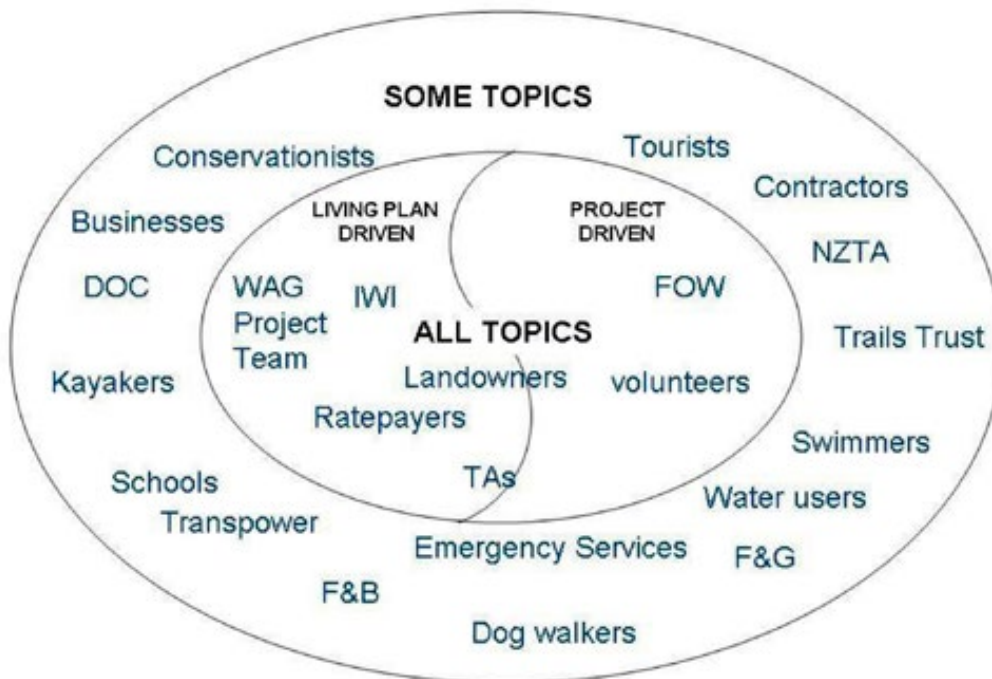 SOME TOPICS
Conservationists
Tourists
Contractors
Businesses
LIVING PLAN
DRIVEN
PROJECT
DRIVEN
NZTA
DOC
WAG
Project
Team
IWI
FOW
ALL TOPICS
Trails Trust
Kayakers
Landowners
volunteers
Ratepayers
Swimmers
Schools
TAs
Water users
Transpower
Emergency Services
F&G
F&B
Dog walkers